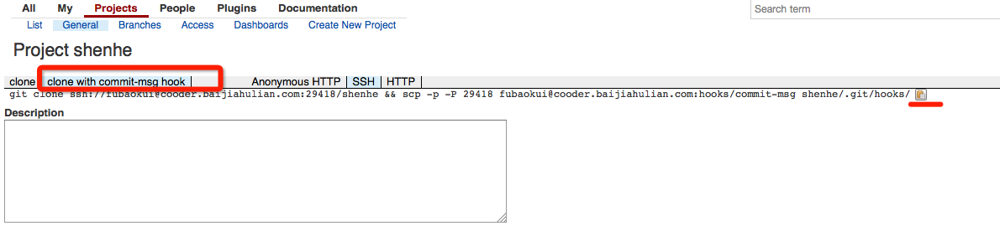 All My Projects People Plugins Documentation Search term
List General Branches Access Dashboards Create New Project
Project shenhe
clone clone with commit-msg hook Anonymous HTTP SSH HTTP
git clone ssh://fubaokui@cooder.baijiahulian.com:29418/shenhe && scp -p -P 29418 fubaokui@cooder.baijiahulian.com:hooks/commit-msg shenhe/.git/hooks/
Description